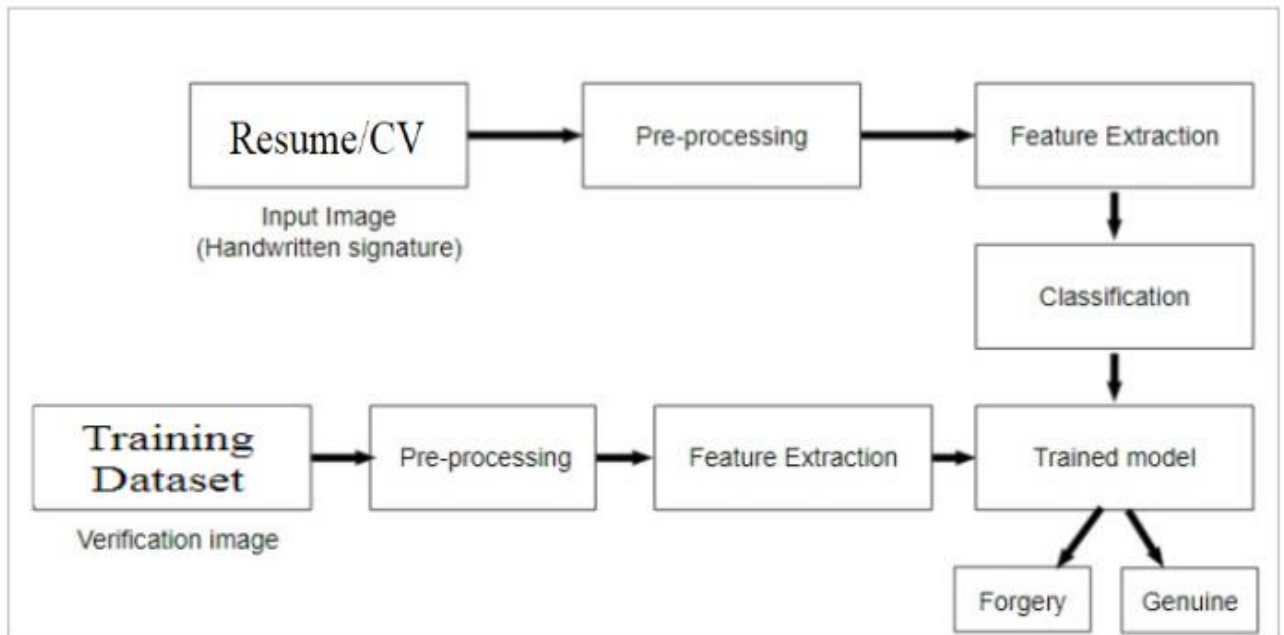 Resume/CV
Pre-processing
Feature Extraction
Input Image
(Handwritten signature)
Classification
Training
Dataset
Pre-processing
Feature Extraction
Trained model
Verification image
Forgery
Genuine